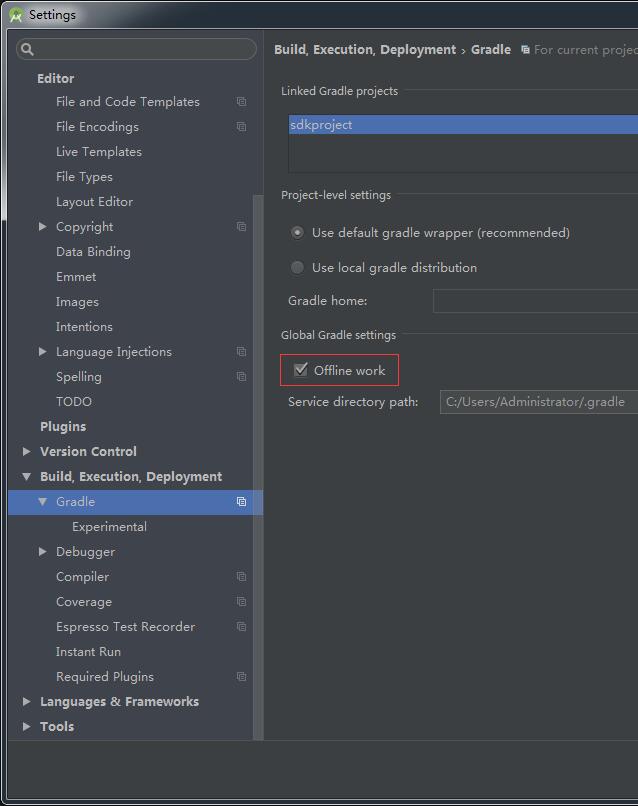 Settings
Editor
File and Code Templates
File Encodings
Live Templates
File Types
Layout Editor
Copyright
Data Binding
Emmet
Images
Intentions
Language Injections
Spelling
TODO
Plugins
Version Control
Build, Execution, Deployment
Gradle
Experimental
Debugger
Compiler
Coverage
Espresso Test Recorder
Instant Run
Required Plugins
Languages & Frameworks
Tools
Build, Execution, Deployment › Gradle For current projec
Linked Gradle projects
sdkproject
Project-level settings
Use default gradle wrapper (recommended)
Use local gradle distribution
Gradle home:
Global Gradle settings
Offline work
Service directory path: C:/Users/Administrator/.gradle